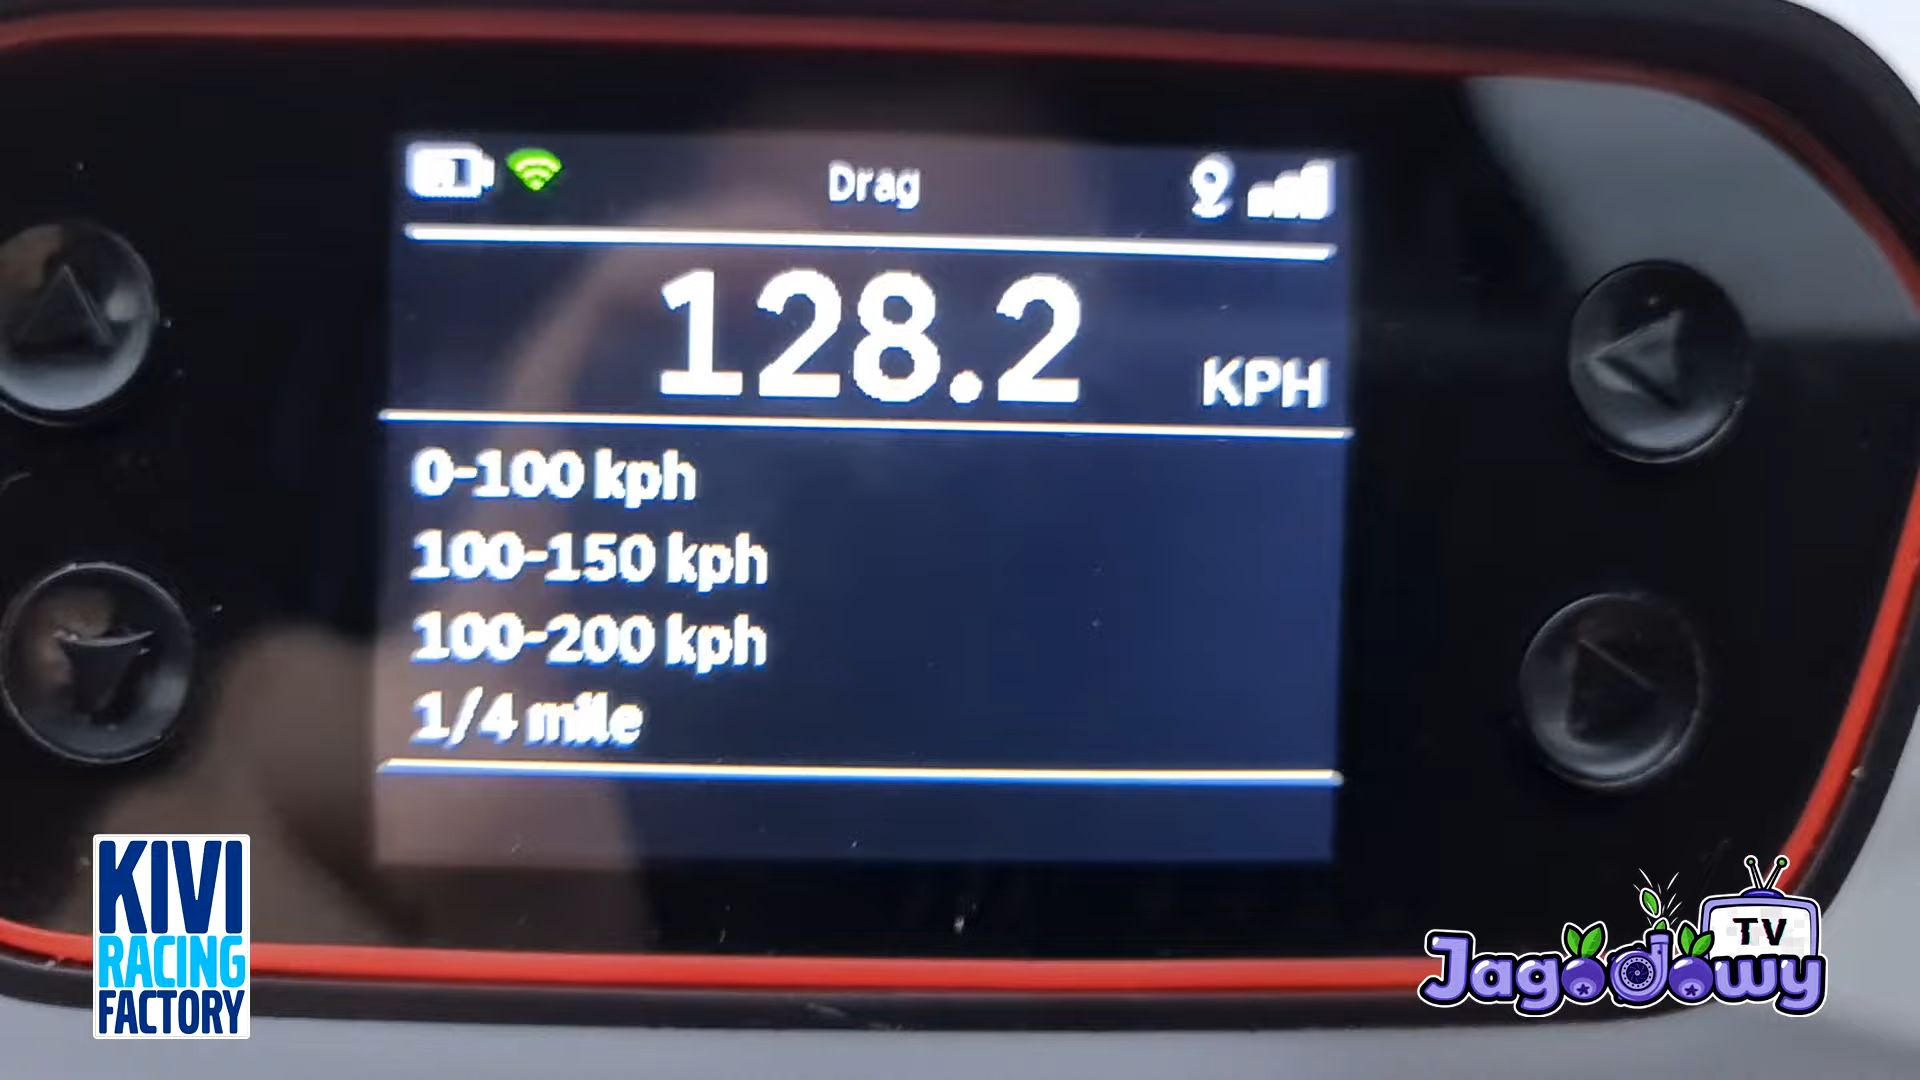 Drag
128.2 KPH
0-100 kph
100-150 kph
100-200 kph
1/4 mile
KIVI
RACING
FACTORY
TV
Jagodowy